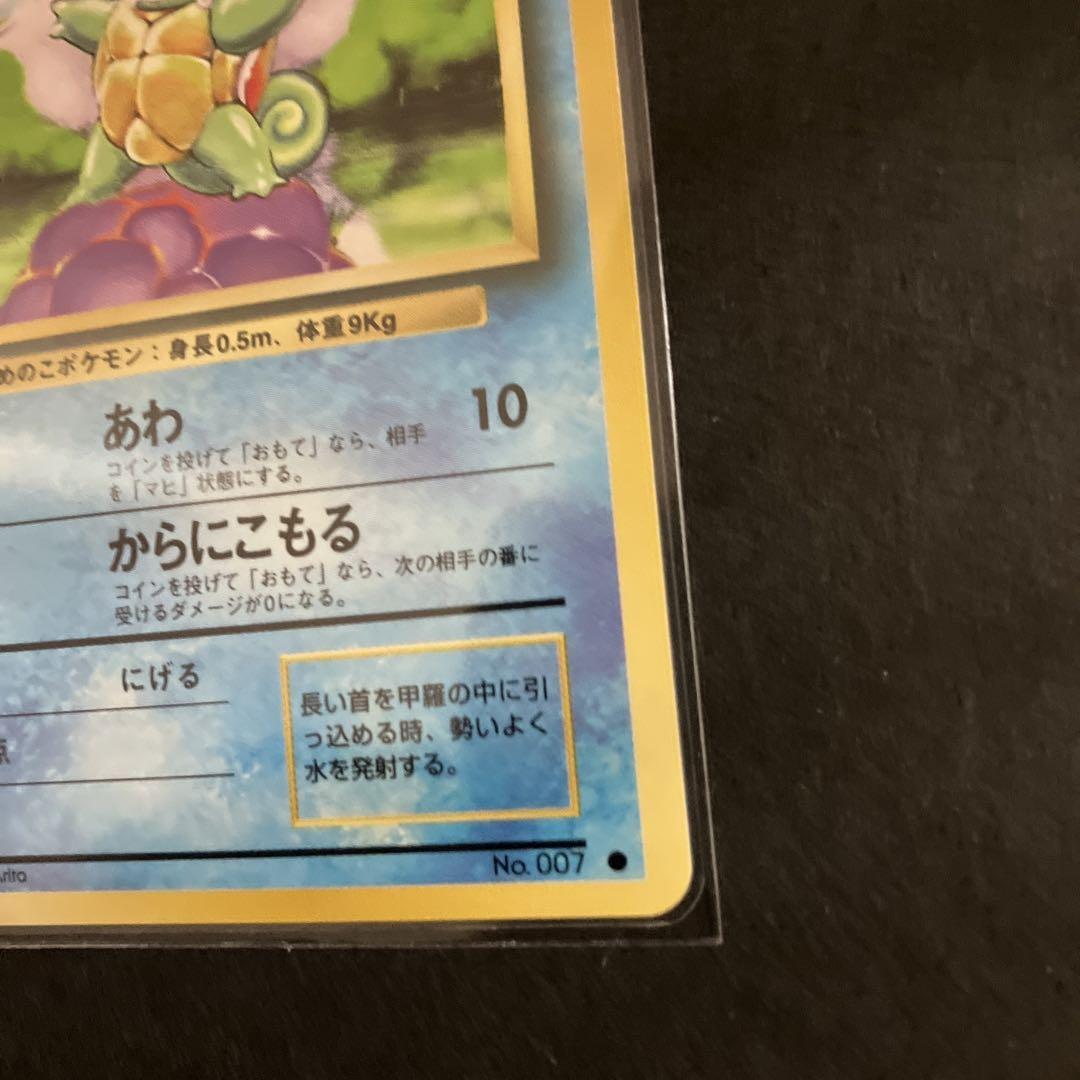 めのこポケモン：身長0.5m、体重9Kg
あわ 10
コインを投げて「おもて」なら、相手
を「マヒ」状態にする。
からにこもる
コインを投げて「おもて」なら、次の相手の番に
受けるダメージが0になる。
にげる
長い首を甲羅の中に引
っ込める時、勢いよく
水を発射する。
点
Arita
No. 007 ●